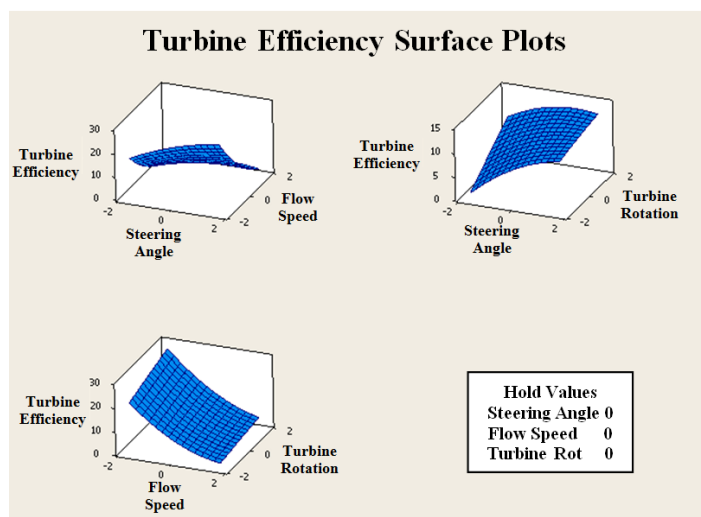 Turbine Efficiency Surface Plots
30
20
10
0
Turbine
Efficiency
-2
0
2
Steering
Angle
-2
0
2
Flow
Speed
15
10
5
0
Turbine
Efficiency
-2
0
2
Steering
Angle
-2
0
2
Turbine
Rotation
30
20
10
0
Turbine
Efficiency
-2
0
2
Flow
Speed
-2
0
2
Turbine
Rotation
Hold Values
Steering Angle 0
Flow Speed 0
Turbine Rot 0